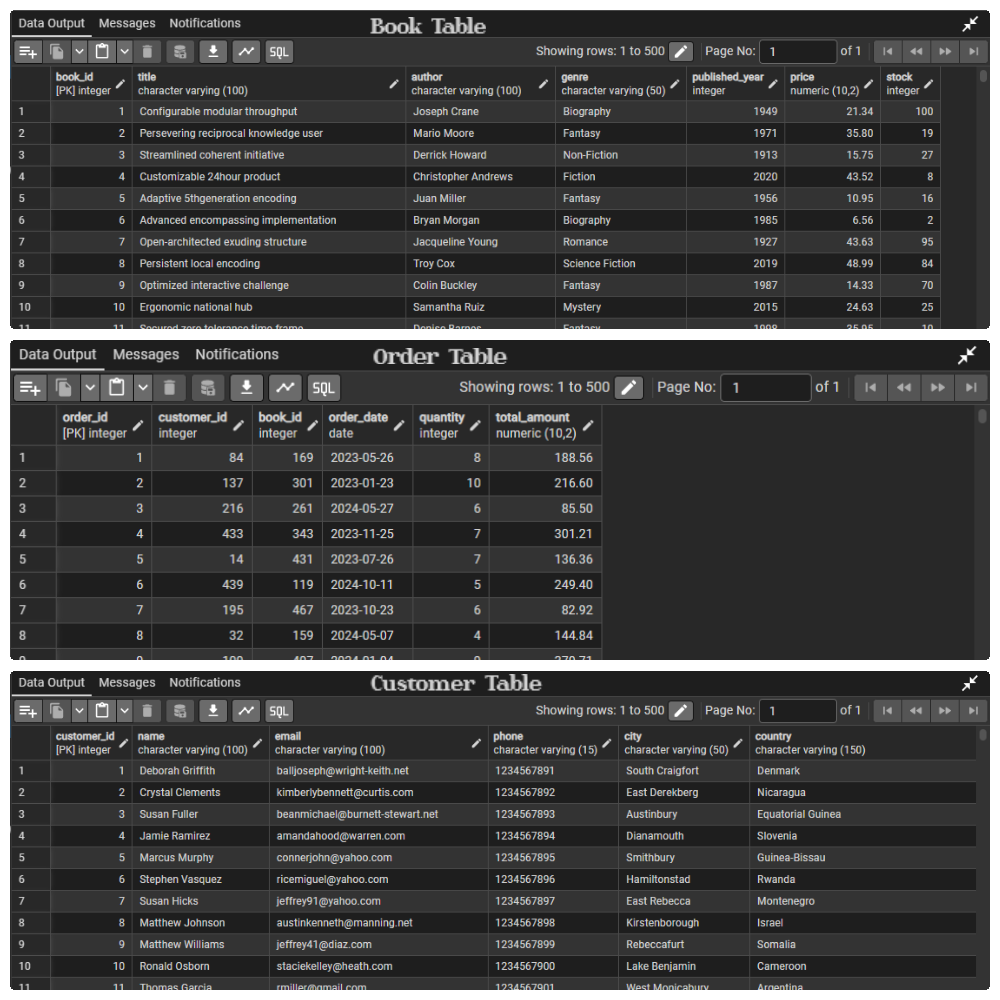 Data Output Messages Notifications Book Table
SQL Showing rows: 1 to 500 Page No: 1 of 1
book_id title author genre published_year price stock
[PK] integer character varying (100) character varying (100) character varying (50) integer numeric (10,2) integer
1 1 Configurable modular throughput Joseph Crane Biography 1949 21.34 100
2 2 Persevering reciprocal knowledge user Mario Moore Fantasy 1971 35.80 19
3 3 Streamlined coherent initiative Derrick Howard Non-Fiction 1913 15.75 27
4 4 Customizable 24hour product Christopher Andrews Fiction 2020 43.52 8
5 5 Adaptive 5thgeneration encoding Juan Miller Fantasy 1956 10.95 16
6 6 Advanced encompassing implementation Bryan Morgan Biography 1985 6.56 2
7 7 Open-architected exuding structure Jacqueline Young Romance 1927 43.63 95
8 8 Persistent local encoding Troy Cox Science Fiction 2019 48.99 84
9 9 Optimized interactive challenge Colin Buckley Fantasy 1987 14.33 70
10 10 Ergonomic national hub Samantha Ruiz Mystery 2015 24.63 25
11 11 Secured zero tolerance time-frame Denise Barnes Fantasy 1998 35.95 10
Data Output Messages Notifications Order Table
SQL Showing rows: 1 to 500 Page No: 1 of 1
order_id customer_id book_id order_date quantity total_amount
[PK] integer integer integer date integer numeric (10,2)
1 1 84 169 2023-05-26 8 188.56
2 2 137 301 2023-01-23 10 216.60
3 3 216 261 2024-05-27 6 85.50
4 4 433 343 2023-11-25 7 301.21
5 5 14 431 2023-07-26 7 136.36
6 6 439 119 2024-10-11 5 249.40
7 7 195 467 2023-10-23 6 82.92
8 8 32 159 2024-05-07 4 144.84
Data Output Messages Notifications Customer Table
SQL Showing rows: 1 to 500 Page No: 1 of 1
customer_id name email phone city country
[PK] integer character varying (100) character varying (100) character varying (15) character varying (50) character varying (150)
1 1 Deborah Griffith balljoseph@wright-keith.net 1234567891 South Craigfort Denmark
2 2 Crystal Clements kimberlybennett@curtis.com 1234567892 East Derekberg Nicaragua
3 3 Susan Fuller beanmichael@burnett-stewart.net 1234567893 Austinbury Equatorial Guinea
4 4 Jamie Ramirez amandahood@warren.com 1234567894 Dianamouth Slovenia
5 5 Marcus Murphy connerjohn@yahoo.com 1234567895 Smithbury Guinea-Bissau
6 6 Stephen Vasquez ricemiguel@yahoo.com 1234567896 Hamiltonstad Rwanda
7 7 Susan Hicks jeffrey91@yahoo.com 1234567897 East Rebecca Montenegro
8 8 Matthew Johnson austinkenneth@manning.net 1234567898 Kirstenborough Israel
9 9 Matthew Williams jeffrey41@diaz.com 1234567899 Rebeccafurt Somalia
10 10 Ronald Osborn staciekelley@heath.com 1234567900 Lake Benjamin Cameroon
11 11 Thomas Garcia rmiller@gmail.com 1234567901 West Monicabury Argentina